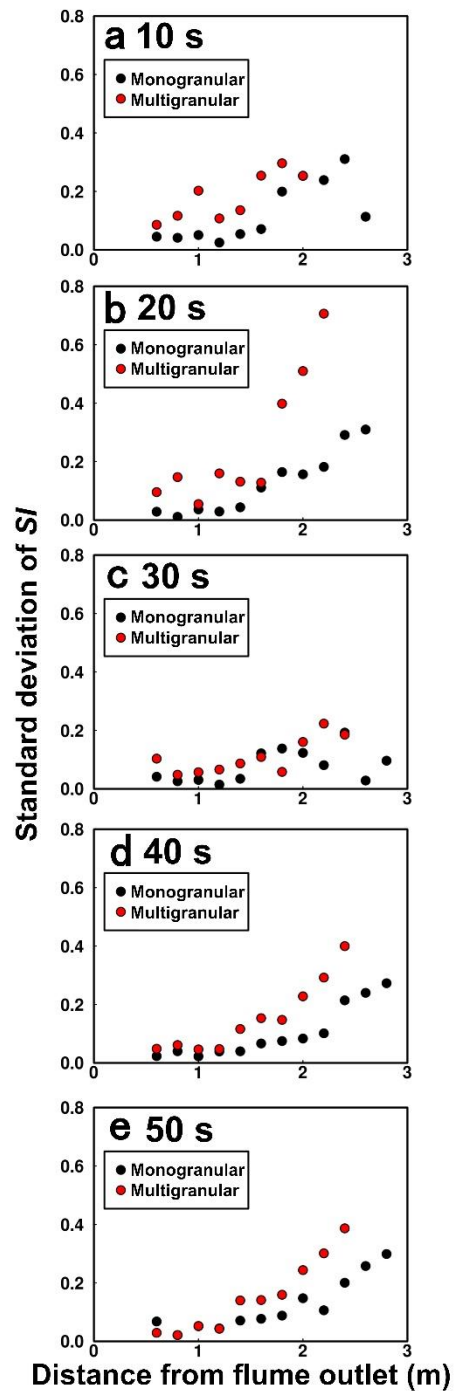 a 10 s
0.8
Monogranular
Multigranular
0.6
0.4
0.2
0.0
0 1 2 3
b 20 s
0.8
Monogranular
Multigranular
0.6
0.4
0.2
0.0
0 1 2 3
c 30 s
0.8
Monogranular
Multigranular
0.6
0.4
0.2
0.0
0 1 2 3
d 40 s
0.8
Monogranular
Multigranular
0.6
0.4
0.2
0.0
0 1 2 3
e 50 s
0.8
Monogranular
Multigranular
0.6
0.4
0.2
0.0
0 1 2 3
Standard deviation of SI
Distance from flume outlet (m)